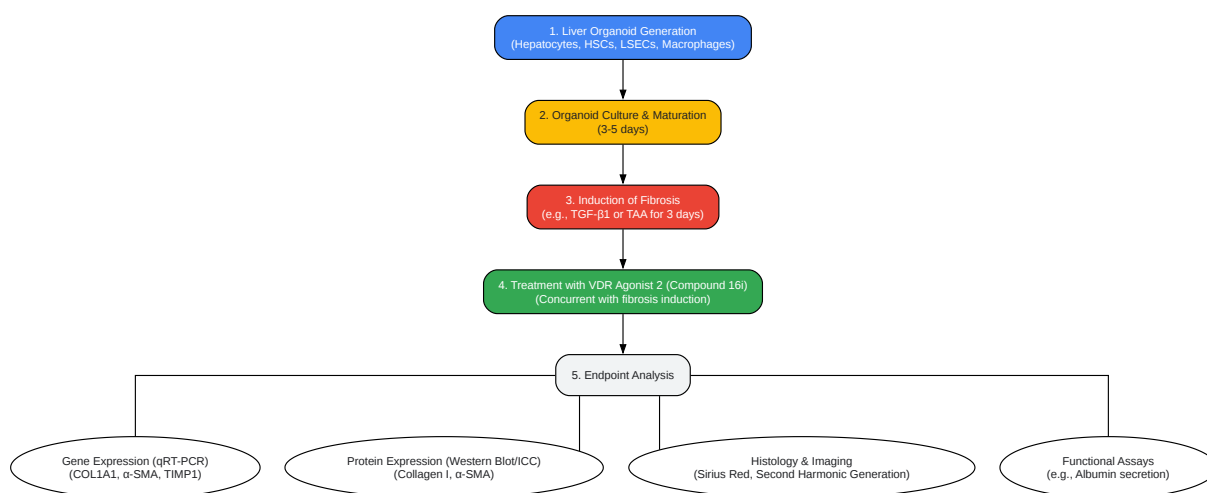 1. Liver Organoid Generation
(Hepatocytes, HSCs, LSECs, Macrophages)
2. Organoid Culture & Maturation
(3-5 days)
3. Induction of Fibrosis
(e.g., TGF-β1 or TAA for 3 days)
4. Treatment with VDR Agonist 2 (Compound 16i)
(Concurrent with fibrosis induction)
5. Endpoint Analysis
Gene Expression (qRT-PCR)
(COL1A1, α-SMA, TIMP1)
Protein Expression (Western Blot/ICC)
(Collagen I, α-SMA)
Histology & Imaging
(Sirius Red, Second Harmonic Generation)
Functional Assays
(e.g., Albumin secretion)